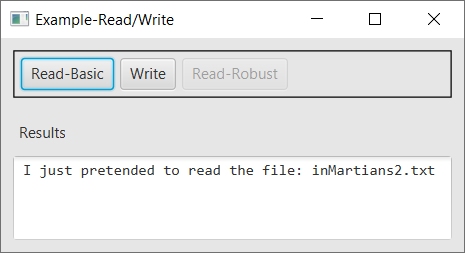 Example-Read/Write
Read-Basic Write Read-Robust
Results
I just pretended to read the file: inMartians2.txt